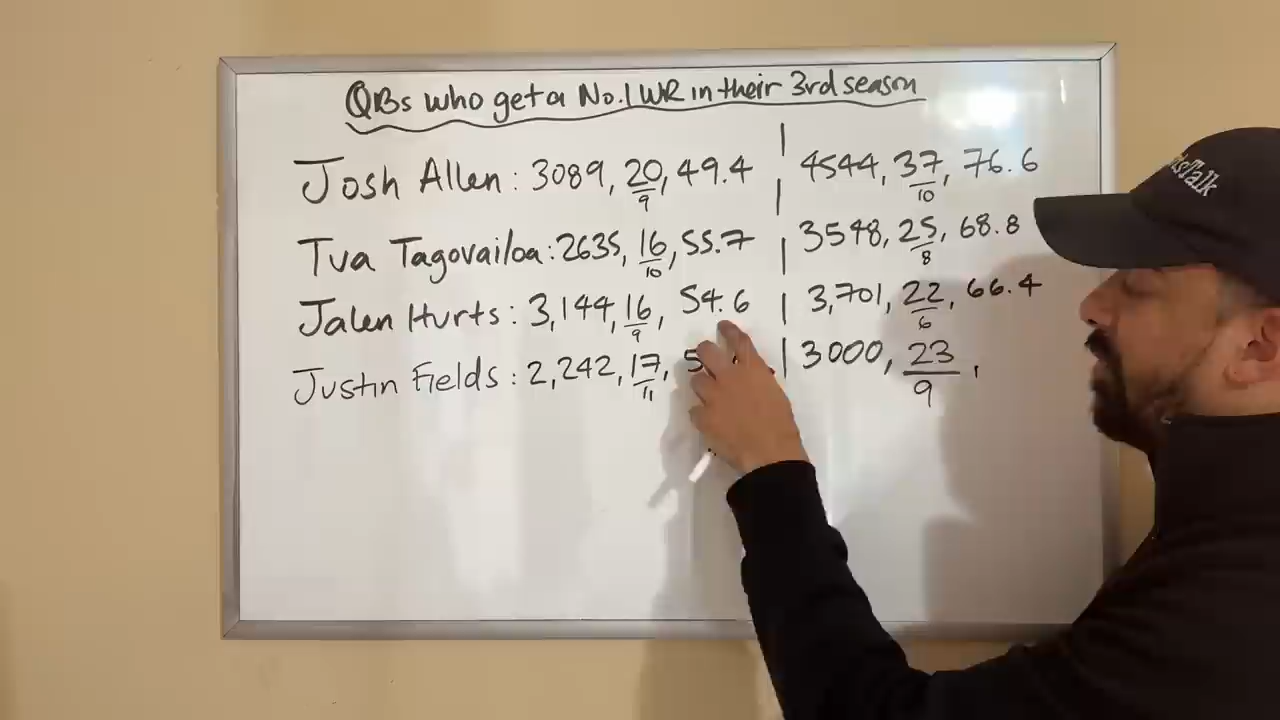 QBs who get a No.1 WR in their 3rd season
Josh Allen: 3089, 20/9, 49.4 | 4544, 37/10, 76.6
Tua Tagovailoa: 2635, 16/10, 55.7 | 3548, 25/8, 68.8
Jalen Hurts: 3,144, 16/9, 54.6 | 3,701, 22/6, 66.4
Justin Fields: 2,242, 17/11, 5 | 3000, 23/9,
Talk